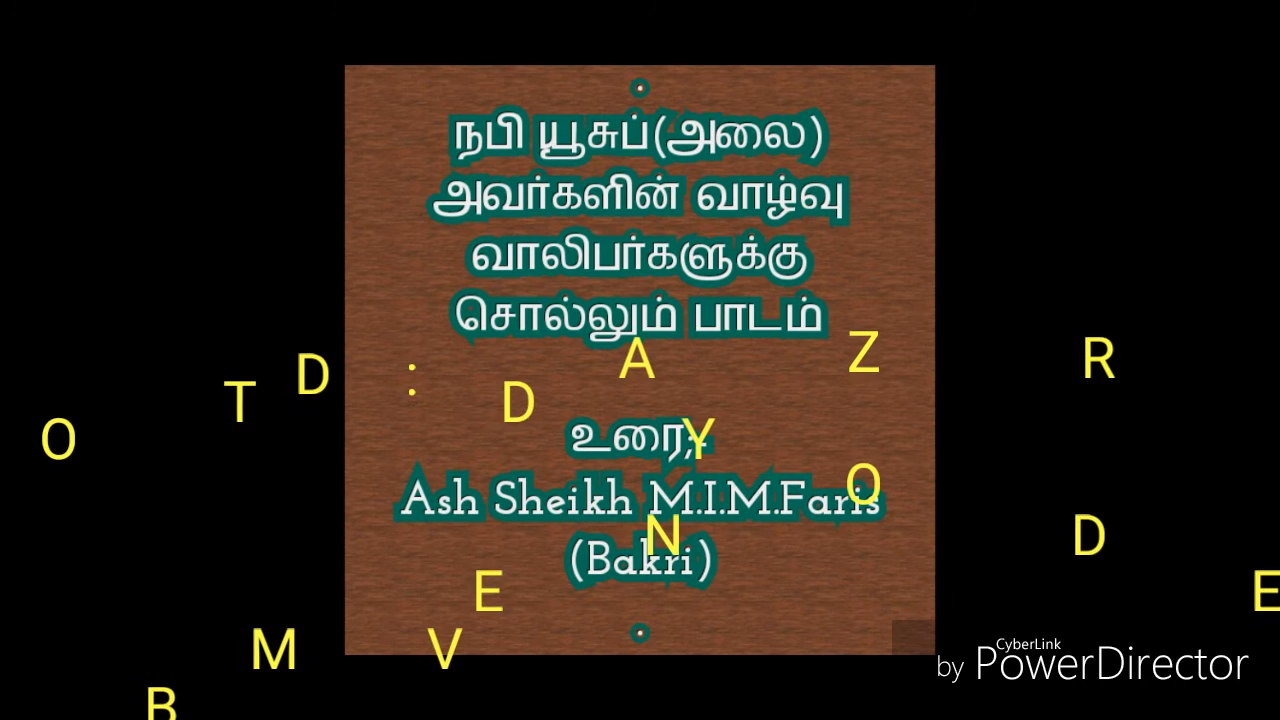 நபி யூசுப்(அலை)
அவர்களின் வாழ்வு
வாலிபர்களுக்கு
சொல்லும் பாடம்
உரை;-
Ash Sheikh M.I.M.Faris
(Bakri)
A
Z
R
D
:
T
D
O
Y
O
N
D
E
E
M
V
B
CyberLink
by PowerDirector